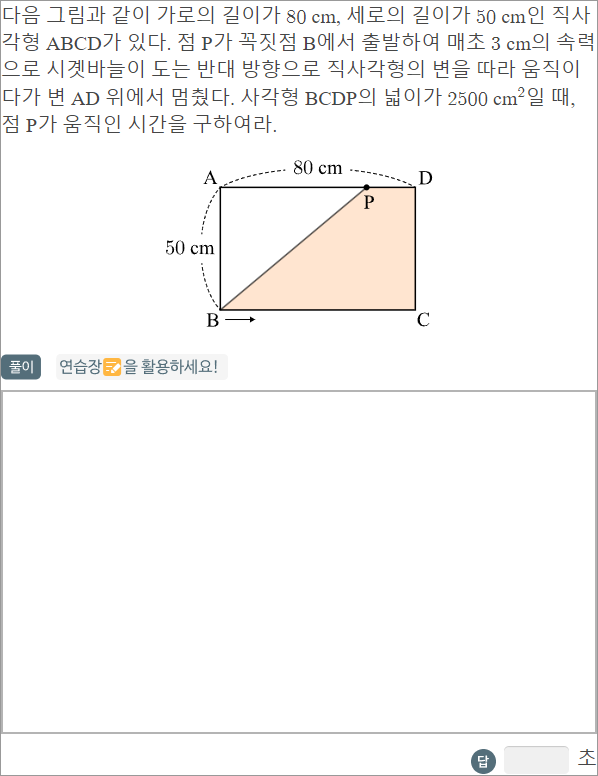 다음 그림과 같이 가로의 길이가 80 cm, 세로의 길이가 50 cm인 직사
각형 ABCD가 있다. 점 P가 꼭짓점 B에서 출발하여 매초 3 cm의 속력
으로 시곗바늘이 도는 반대 방향으로 직사각형의 변을 따라 움직이
다가 변 AD 위에서 멈췄다. 사각형 BCDP의 넓이가 2500 cm²일 때,
점 P가 움직인 시간을 구하여라.
80 cm
A
D
P
50 cm
B
C
풀이
연습장을 활용하세요!
답
초